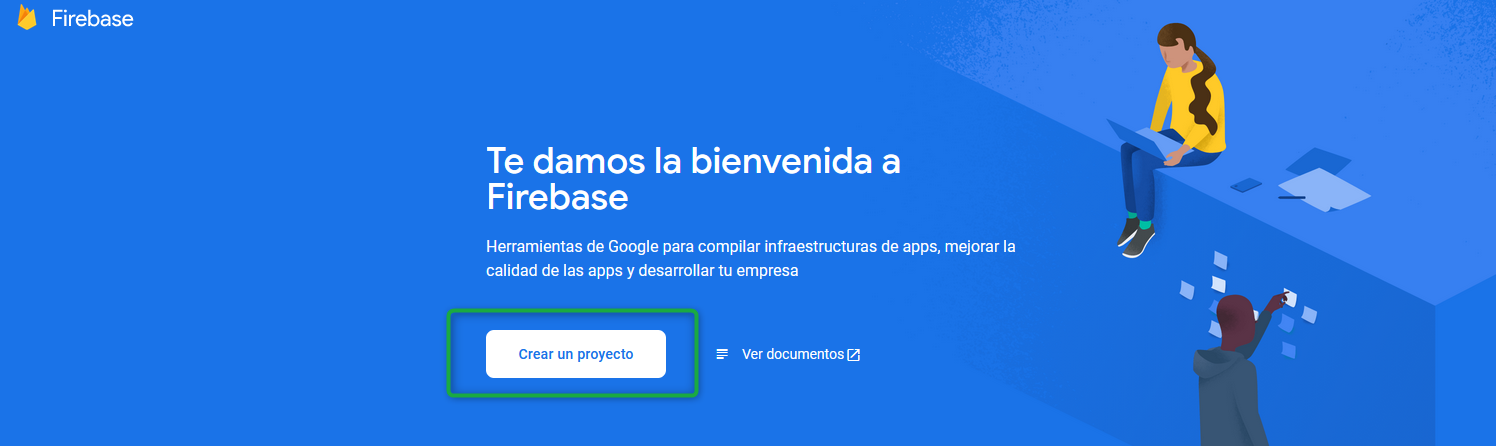 Firebase
Te damos la bienvenida a
Firebase
Herramientas de Google para compilar infraestructuras de apps, mejorar la
calidad de las apps y desarrollar tu empresa
Crear un proyecto
Ver documentos